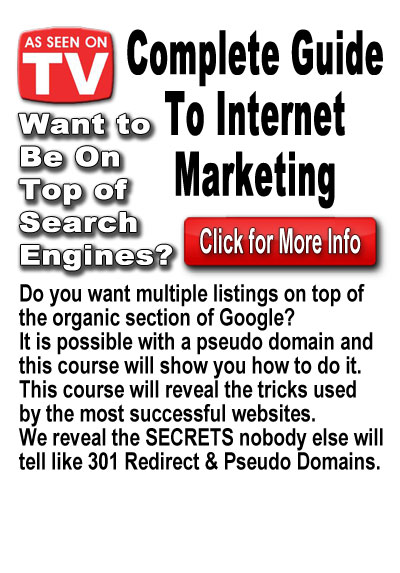 AS SEEN ON
TV
Complete Guide
To Internet
Marketing
Want to
Be On
Top of
Search
Engines?
Click for More Info
Do you want multiple listings on top of
the organic section of Google?
It is possible with a pseudo domain and
this course will show you how to do it.
This course will reveal the tricks used
by the most successful websites.
We reveal the SECRETS nobody else will
tell like 301 Redirect & Pseudo Domains.